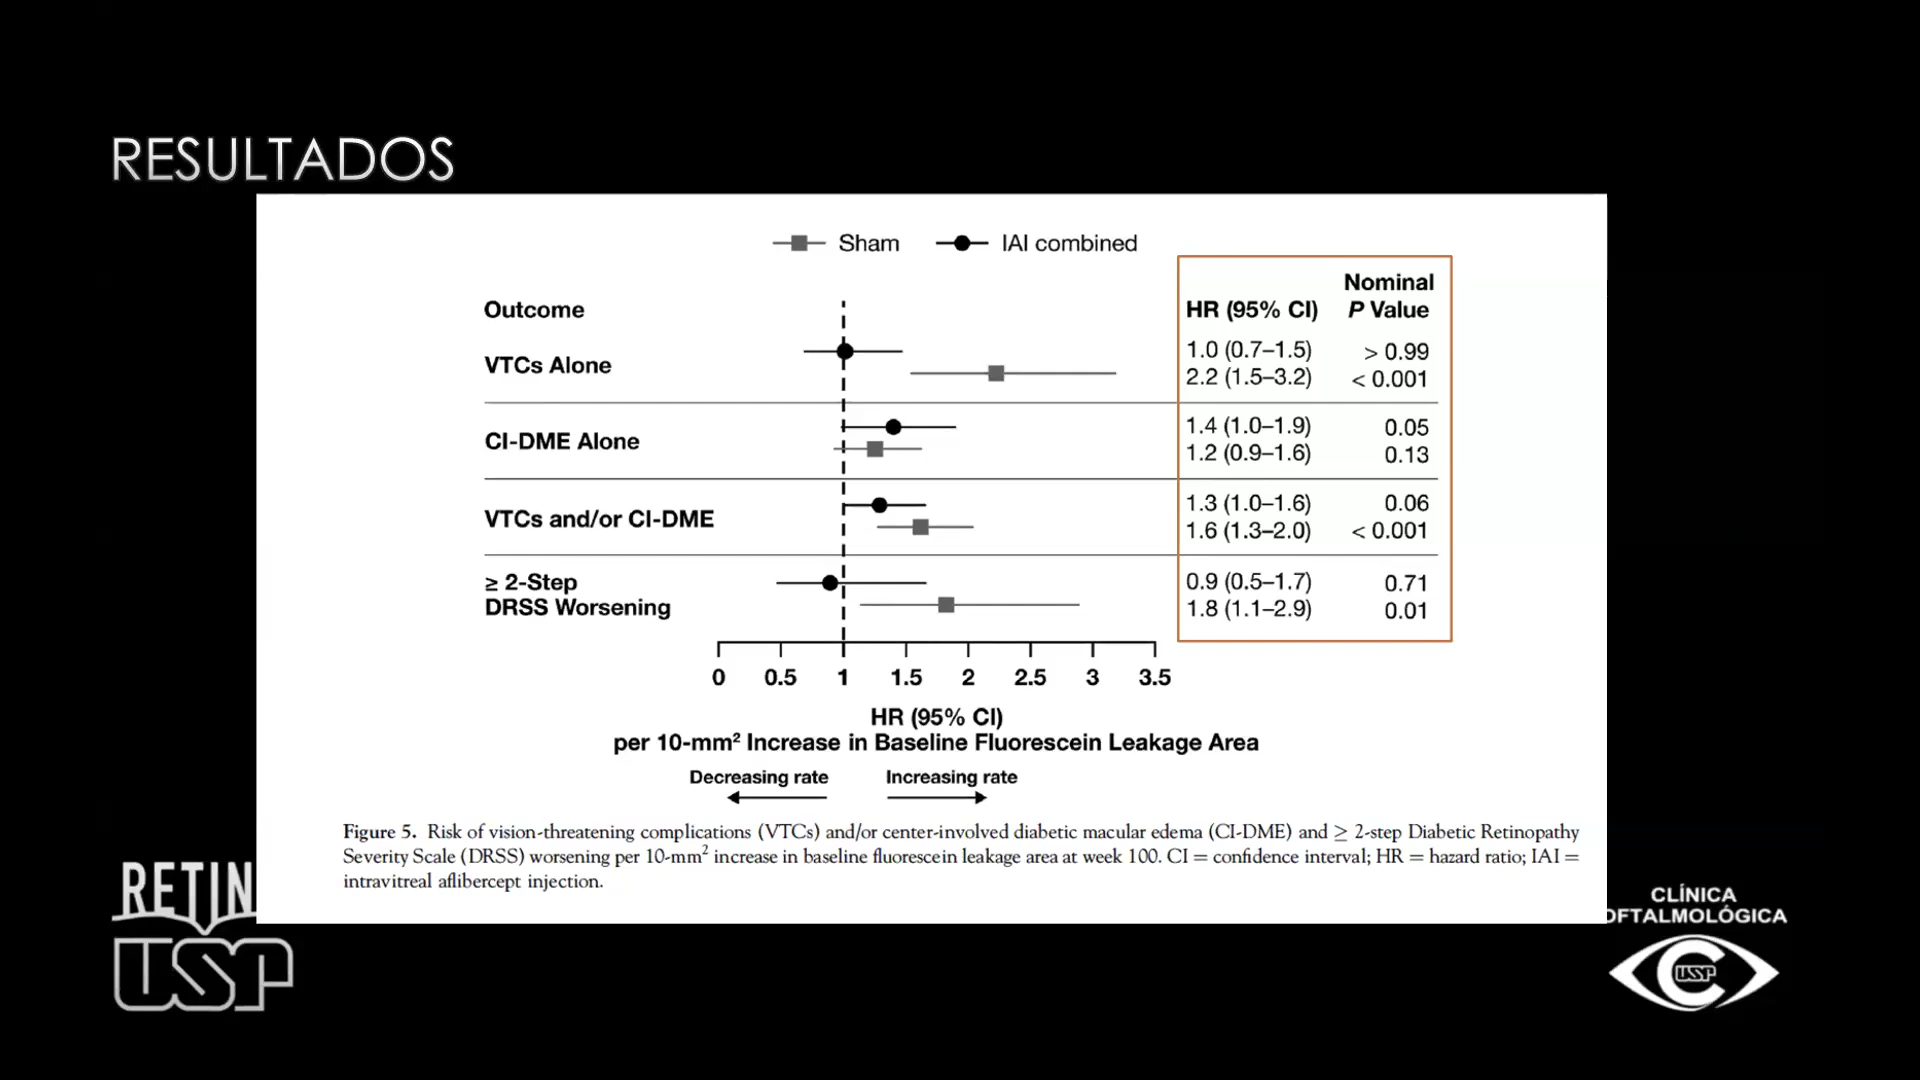 RESULTADOS
Sham IAI combined
Nominal
Outcome HR (95% CI) P Value
VTCs Alone
1.0 (0.7–1.5) > 0.99
2.2 (1.5–3.2) < 0.001
CI-DME Alone
1.4 (1.0–1.9) 0.05
1.2 (0.9–1.6) 0.13
VTCs and/or CI-DME
1.3 (1.0–1.6) 0.06
1.6 (1.3–2.0) < 0.001
≥ 2-Step
DRSS Worsening
0.9 (0.5–1.7) 0.71
1.8 (1.1–2.9) 0.01
0 0.5 1 1.5 2 2.5 3 3.5
HR (95% CI)
per 10-mm² Increase in Baseline Fluorescein Leakage Area
Decreasing rate Increasing rate
Figure 5. Risk of vision-threatening complications (VTCs) and/or center-involved diabetic macular edema (CI-DME) and ≥ 2-step Diabetic Retinopathy
Severity Scale (DRSS) worsening per 10-mm² increase in baseline fluorescein leakage area at week 100. CI = confidence interval; HR = hazard ratio; IAI =
intravitreal aflibercept injection.
RETIN
USP
CLÍNICA
OFTALMOLÓGICA
C USP